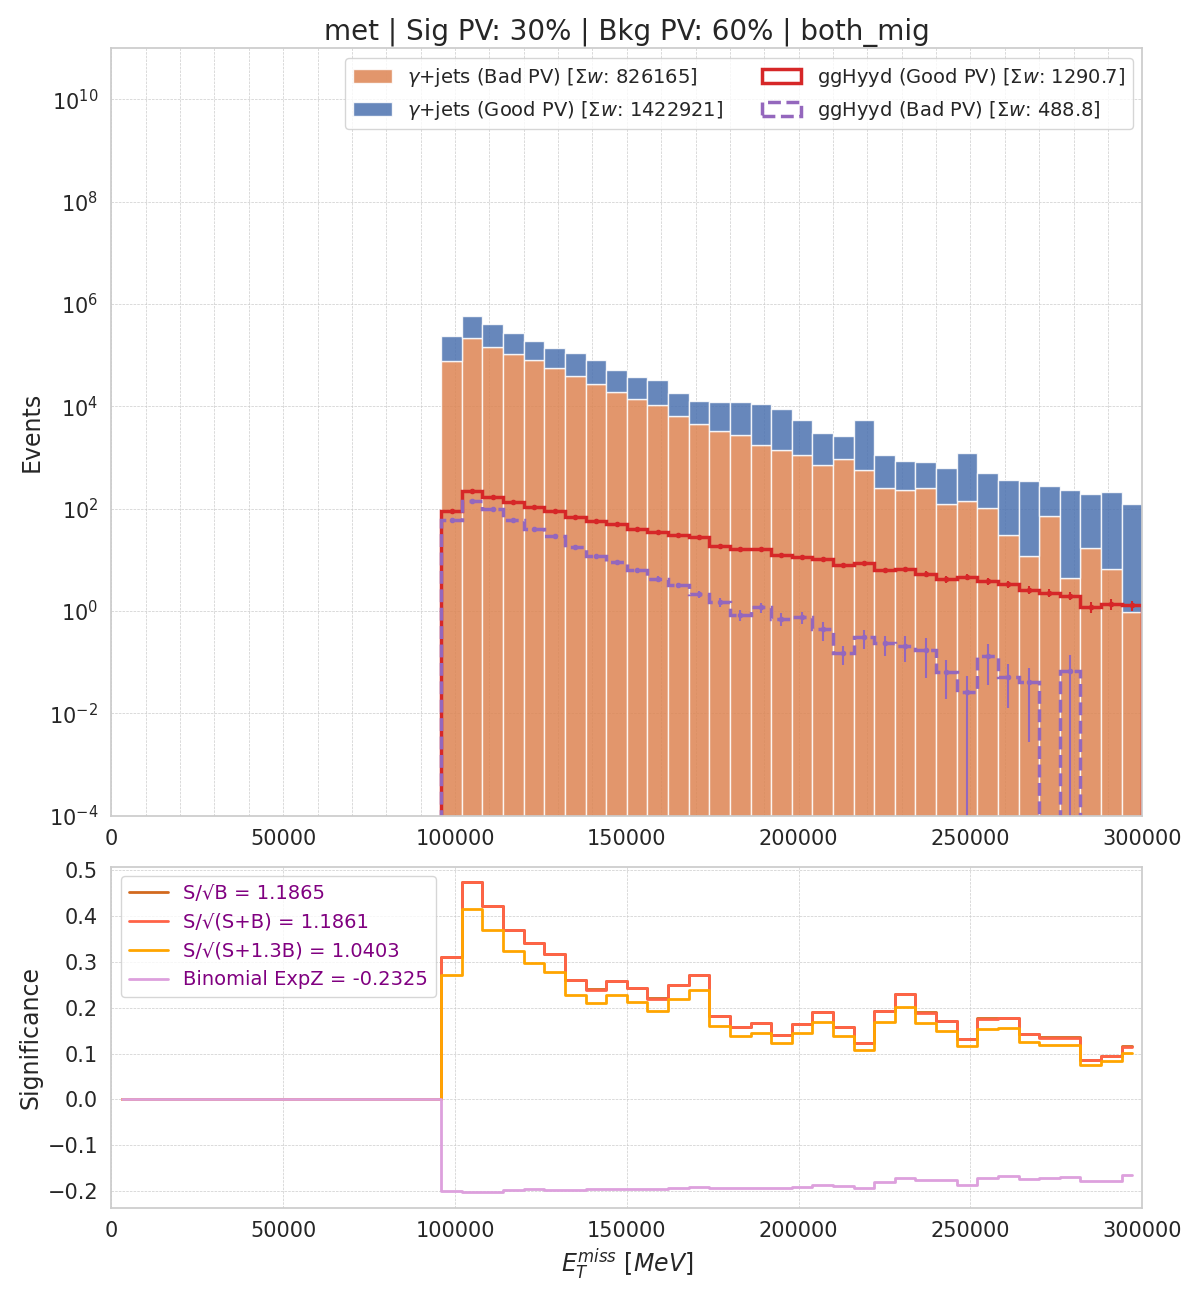 met | Sig PV: 30% | Bkg PV: 60% | both_mig
γ+jets (Bad PV) [Σw: 826165]
γ+jets (Good PV) [Σw: 1422921]
ggHyyd (Good PV) [Σw: 1290.7]
ggHyyd (Bad PV) [Σw: 488.8]
Events
10^10
10^8
10^6
10^4
10^2
10^0
10^−2
10^−4
0 50000 100000 150000 200000 250000 300000
S/√B = 1.1865
S/√(S+B) = 1.1861
S/√(S+1.3B) = 1.0403
Binomial ExpZ = -0.2325
Significance
0.5
0.4
0.3
0.2
0.1
0.0
−0.1
−0.2
0 50000 100000 150000 200000 250000 300000
E_T^miss [MeV]